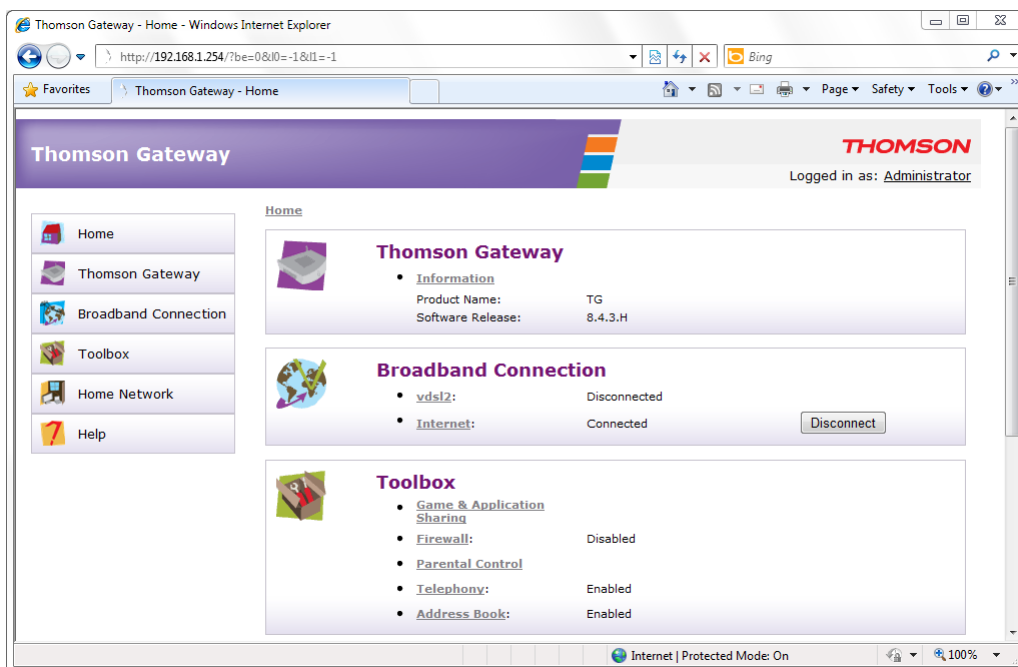 Thomson Gateway - Home - Windows Internet Explorer
http://192.168.1.254/?be=0&l0=-1&l1=-1
Bing
Favorites
Thomson Gateway - Home
Page
Safety
Tools
Thomson Gateway
THOMSON
Logged in as: Administrator
Home
Thomson Gateway
Broadband Connection
Toolbox
Home Network
Help
Home
Thomson Gateway
Information
Product Name: TG
Software Release: 8.4.3.H
Broadband Connection
vdsl2: Disconnected
Internet: Connected Disconnect
Toolbox
Game & Application
Sharing
Firewall: Disabled
Parental Control
Telephony: Enabled
Address Book: Enabled
Internet | Protected Mode: On 100%